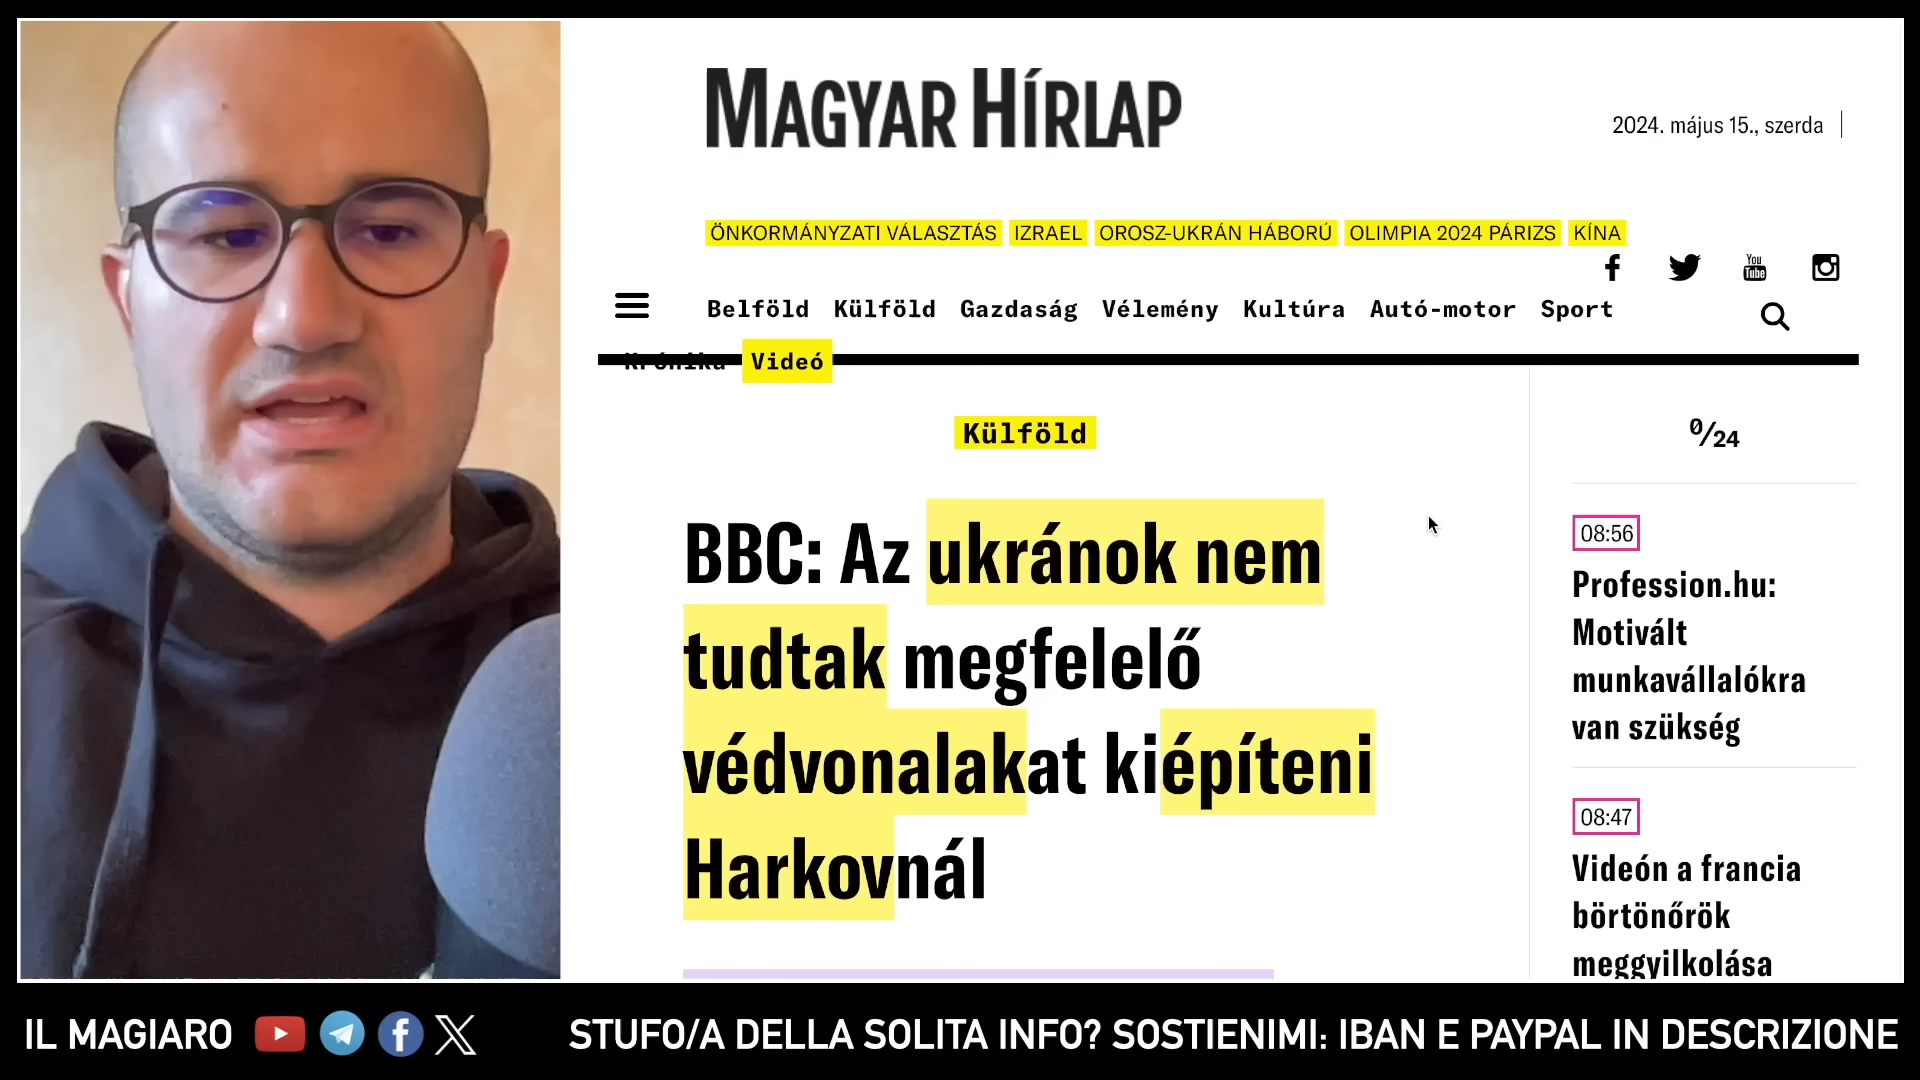 MAGYAR HÍRLAP
2024. május 15., szerda
ÖNKORMÁNYZATI VÁLASZTÁS IZRAEL OROSZ-UKRÁN HÁBORÚ OLIMPIA 2024 PÁRIZS KÍNA
You
Tube
Belföld Külföld Gazdaság Vélemény Kultúra Autó-motor Sport
Krónika Videó
Külföld
BBC: Az ukránok nem
tudtak megfelelő
védvonalakat kiépíteni
Harkovnál
0/24
08:56
Profession.hu:
Motivált
munkavállalókra
van szükség
08:47
Videón a francia
börtönőrök
meggyilkolása
IL MAGIARO
STUFO/A DELLA SOLITA INFO? SOSTIENIMI: IBAN E PAYPAL IN DESCRIZIONE